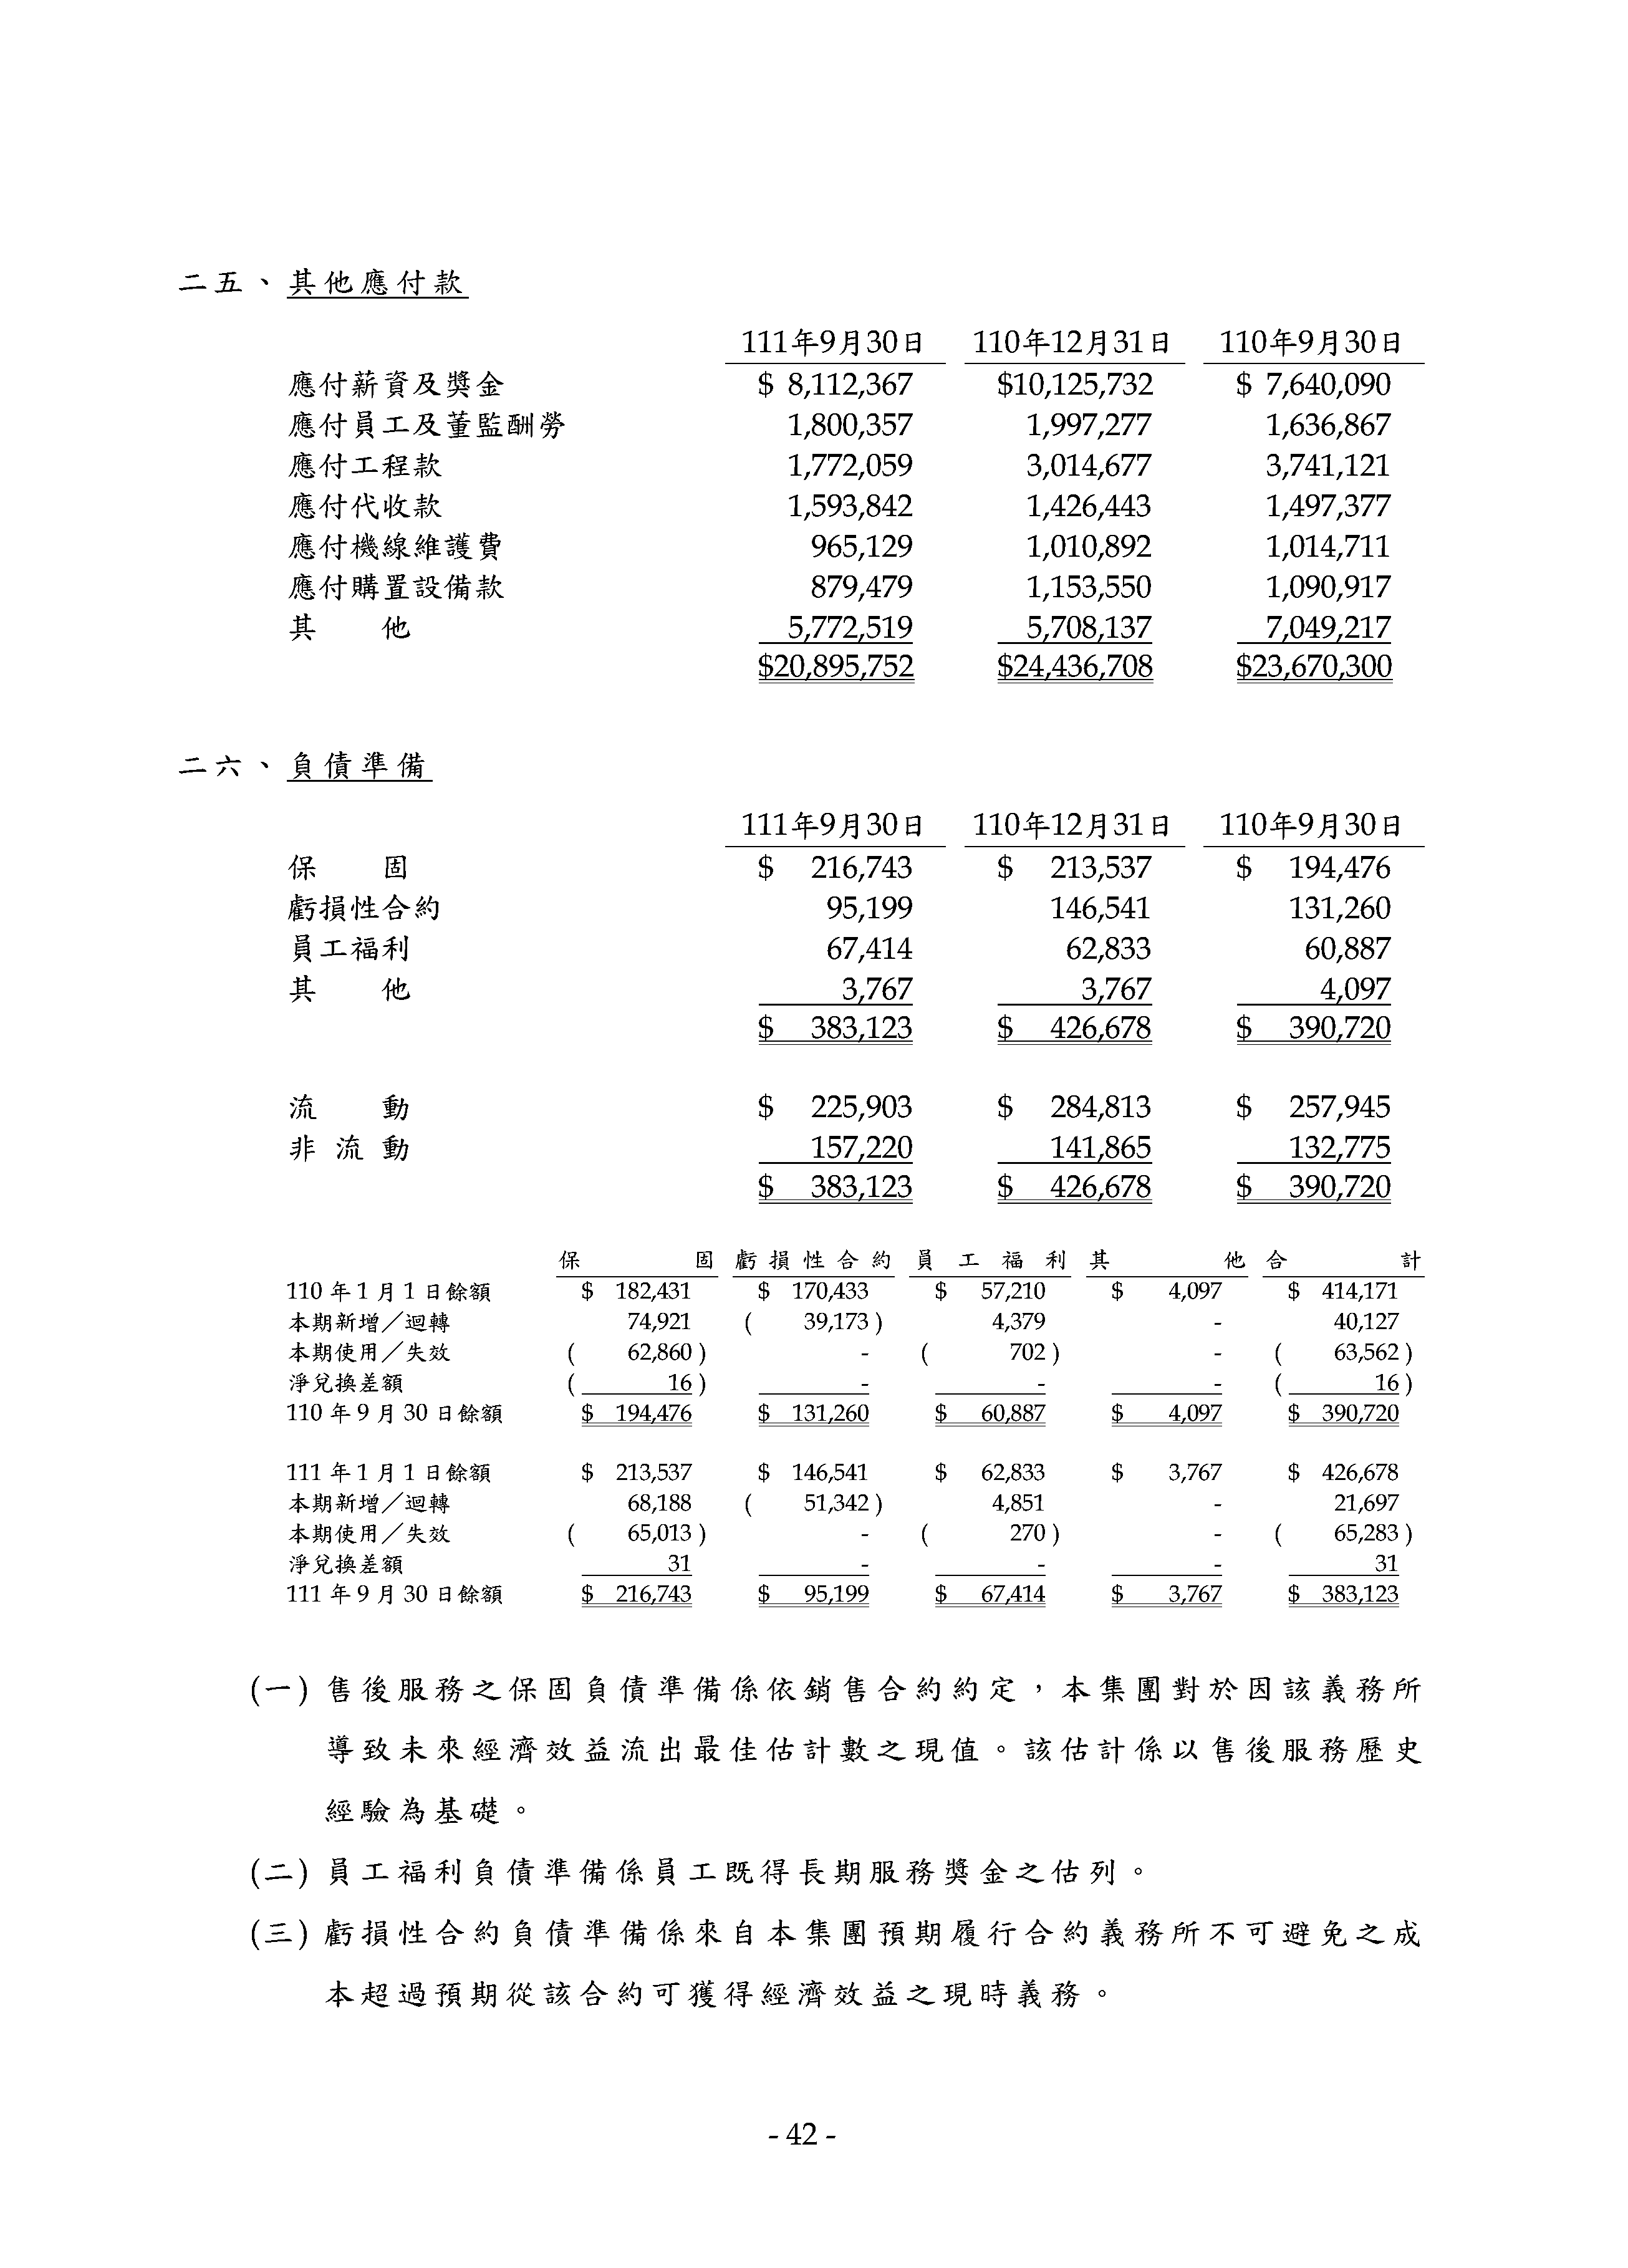 二五、其他應付款
111年9月30日 110年12月31日 110年9月30日
應付薪資及獎金 $ 8,112,367 $10,125,732 $ 7,640,090
應付員工及董監酬勞 1,800,357 1,997,277 1,636,867
應付工程款 1,772,059 3,014,677 3,741,121
應付代收款 1,593,842 1,426,443 1,497,377
應付機線維護費 965,129 1,010,892 1,014,711
應付購置設備款 879,479 1,153,550 1,090,917
其他 5,772,519 5,708,137 7,049,217
$20,895,752 $24,436,708 $23,670,300
二六、負債準備
111年9月30日 110年12月31日 110年9月30日
保固 $ 216,743 $ 213,537 $ 194,476
虧損性合約 95,199 146,541 131,260
員工福利 67,414 62,833 60,887
其他 3,767 3,767 4,097
$ 383,123 $ 426,678 $ 390,720
流動 $ 225,903 $ 284,813 $ 257,945
非流動 157,220 141,865 132,775
$ 383,123 $ 426,678 $ 390,720
保固 虧損性合約 員工福利 其他 合計
110 年 1 月 1 日餘額 $ 182,431 $ 170,433 $ 57,210 $ 4,097 $ 414,171
本期新增／迴轉 74,921 ( 39,173 ) 4,379 - 40,127
本期使用／失效 ( 62,860 ) - ( 702 ) - ( 63,562 )
淨兌換差額 ( 16 ) - - - ( 16 )
110 年 9 月 30 日餘額 $ 194,476 $ 131,260 $ 60,887 $ 4,097 $ 390,720
111 年 1 月 1 日餘額 $ 213,537 $ 146,541 $ 62,833 $ 3,767 $ 426,678
本期新增／迴轉 68,188 ( 51,342 ) 4,851 - 21,697
本期使用／失效 ( 65,013 ) - ( 270 ) - ( 65,283 )
淨兌換差額 31 - - - 31
111 年 9 月 30 日餘額 $ 216,743 $ 95,199 $ 67,414 $ 3,767 $ 383,123
(一) 售後服務之保固負債準備係依銷售合約約定，本集團對於因該義務所
導致未來經濟效益流出最佳估計數之現值。該估計係以售後服務歷史
經驗為基礎。
(二) 員工福利負債準備係員工既得長期服務獎金之估列。
(三) 虧損性合約負債準備係來自本集團預期履行合約義務所不可避免之成
本超過預期從該合約可獲得經濟效益之現時義務。
- 42 -